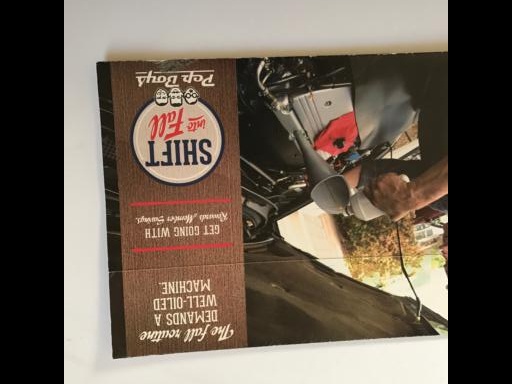 The fall routine
DEMANDS A
WELL-OILED
MACHINE.
GET GOING WITH
Rewards Member Savings.
SHIFT
into Fall
Pep Boys